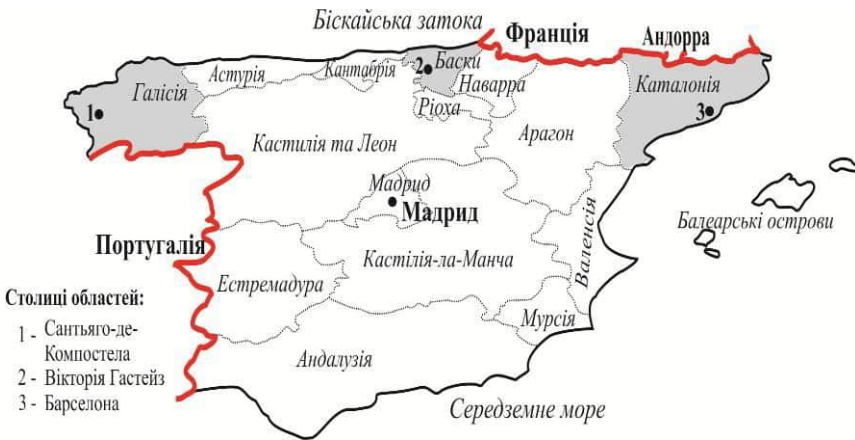 Біскайська затока
Франція
Андорра
Галісія
Астурія
Кантабрія
Баски
2
Наварра
Ріоха
Каталонія
1
3
Кастилія та Леон
Арагон
Мадрид
Мадрид
Балеарські острови
Португалія
Естремадура
Кастілія-ла-Манча
Валенсія
Мурсія
Андалузія
Середземне море
Столиці областей:
1 - Сантьяго-де-
Компостела
2 - Вікторія Гастейз
3 - Барселона